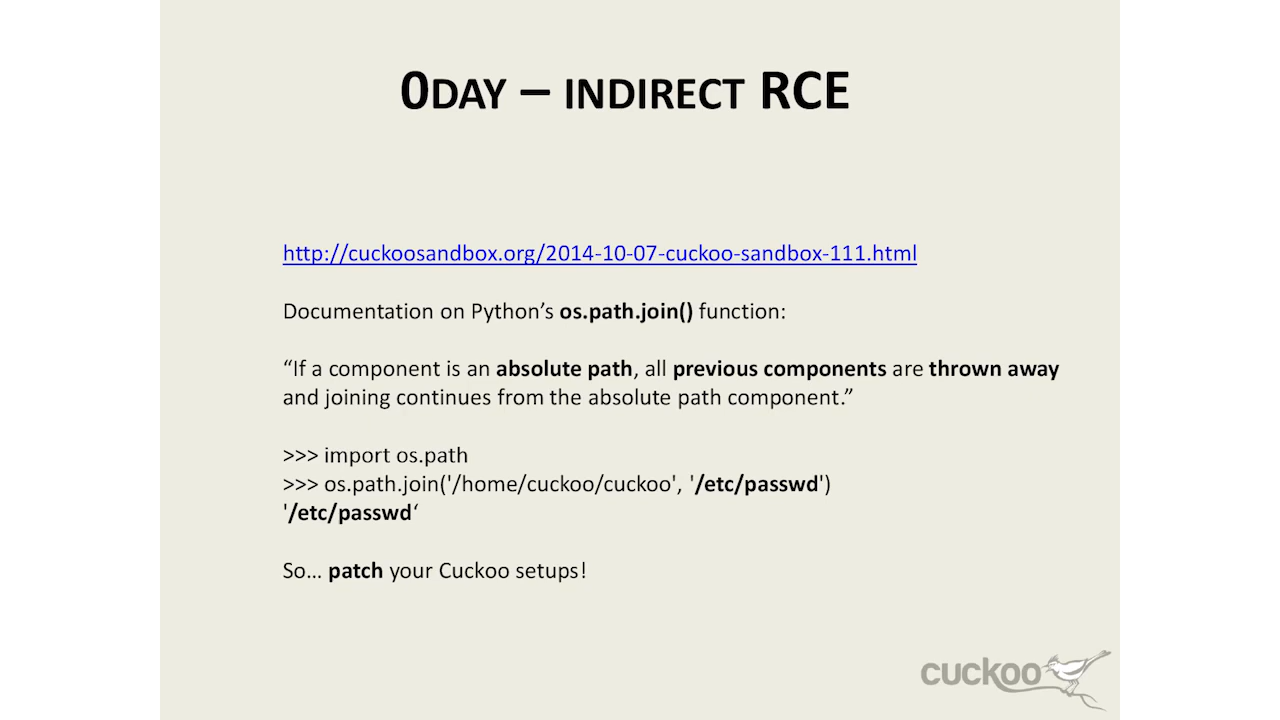 0day – indirect RCE
http://cuckoosandbox.org/2014-10-07-cuckoo-sandbox-111.html
Documentation on Python’s os.path.join() function:
“If a component is an absolute path, all previous components are thrown away
and joining continues from the absolute path component.”
>>> import os.path
>>> os.path.join('/home/cuckoo/cuckoo', '/etc/passwd')
'/etc/passwd‘
So… patch your Cuckoo setups!
cuckoo